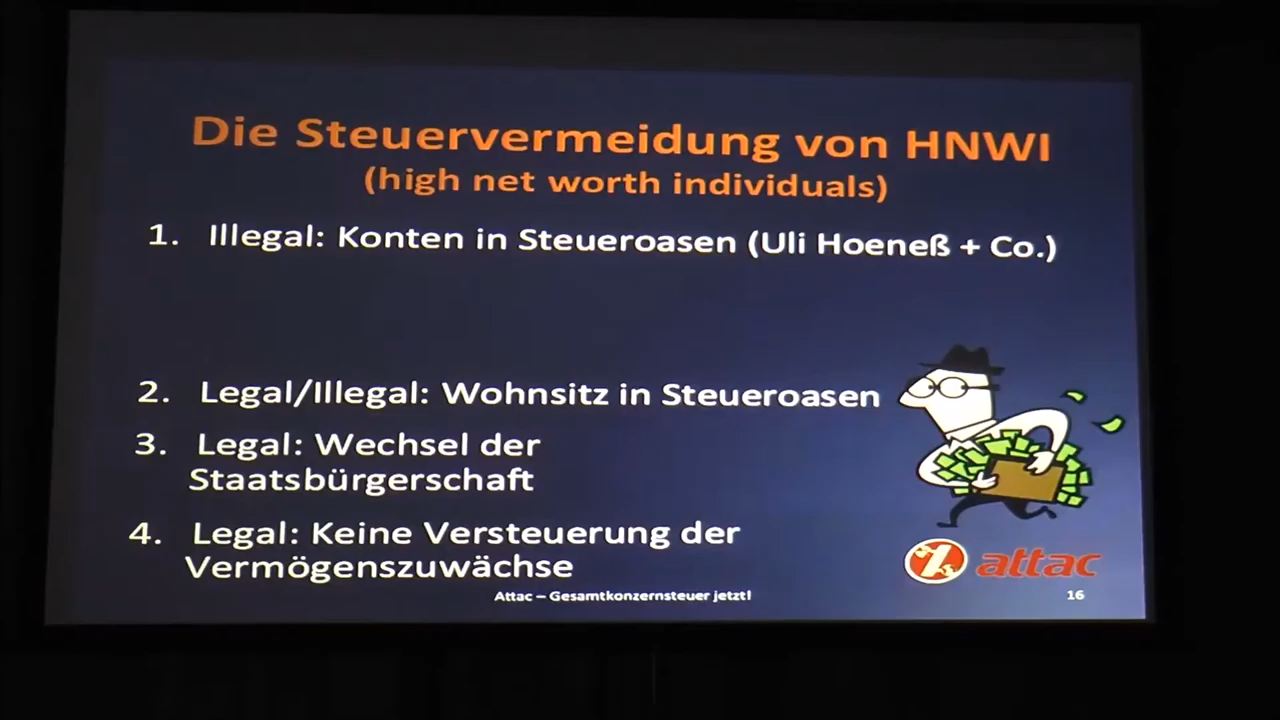 Die Steuervermeidung von HNWI
(high net worth individuals)
1. Illegal: Konten in Steueroasen (Uli Hoeneß + Co.)
2. Legal/Illegal: Wohnsitz in Steueroasen
3. Legal: Wechsel der
Staatsbürgerschaft
4. Legal: Keine Versteuerung der
Vermögenszuwächse
attac
Attac – Gesamtkonzernsteuer jetzt!
16